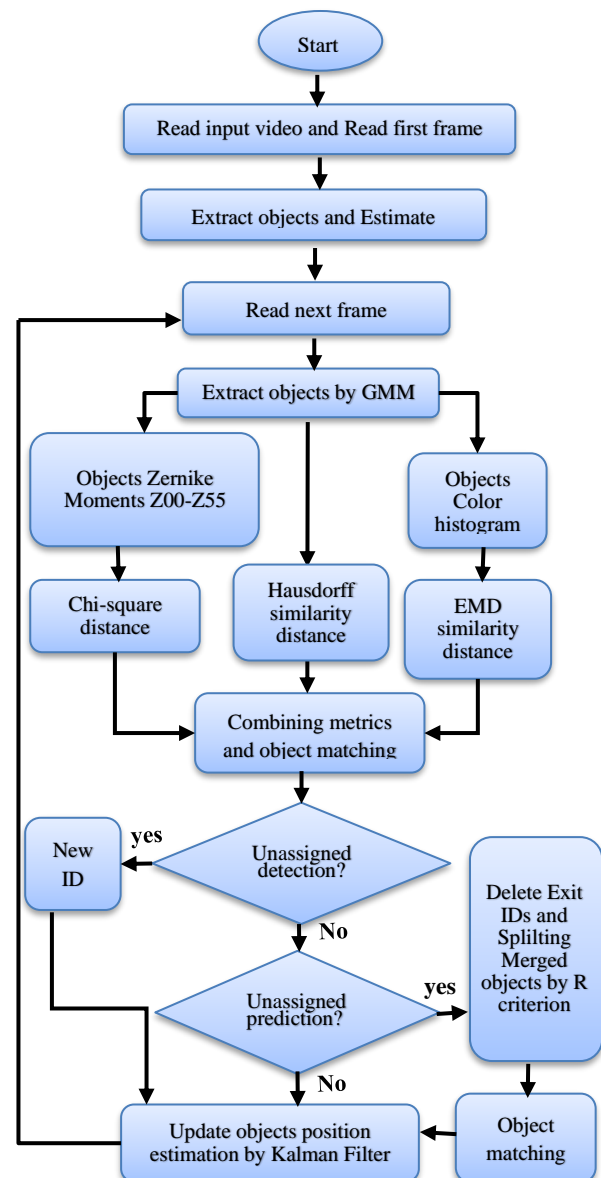 Start
Read input video and Read first frame
Extract objects and Estimate
Read next frame
Extract objects by GMM
Objects Zernike
Moments Z00-Z55
Objects
Color
histogram
Chi-square
distance
Hausdorff
similarity
distance
EMD
similarity
distance
Combining metrics
and object matching
Unassigned
detection?
yes
New
ID
No
Unassigned
prediction?
yes
Delete Exit
IDs and
Splilting
Merged
objects by R
criterion
No
Object
matching
Update objects position
estimation by Kalman Filter